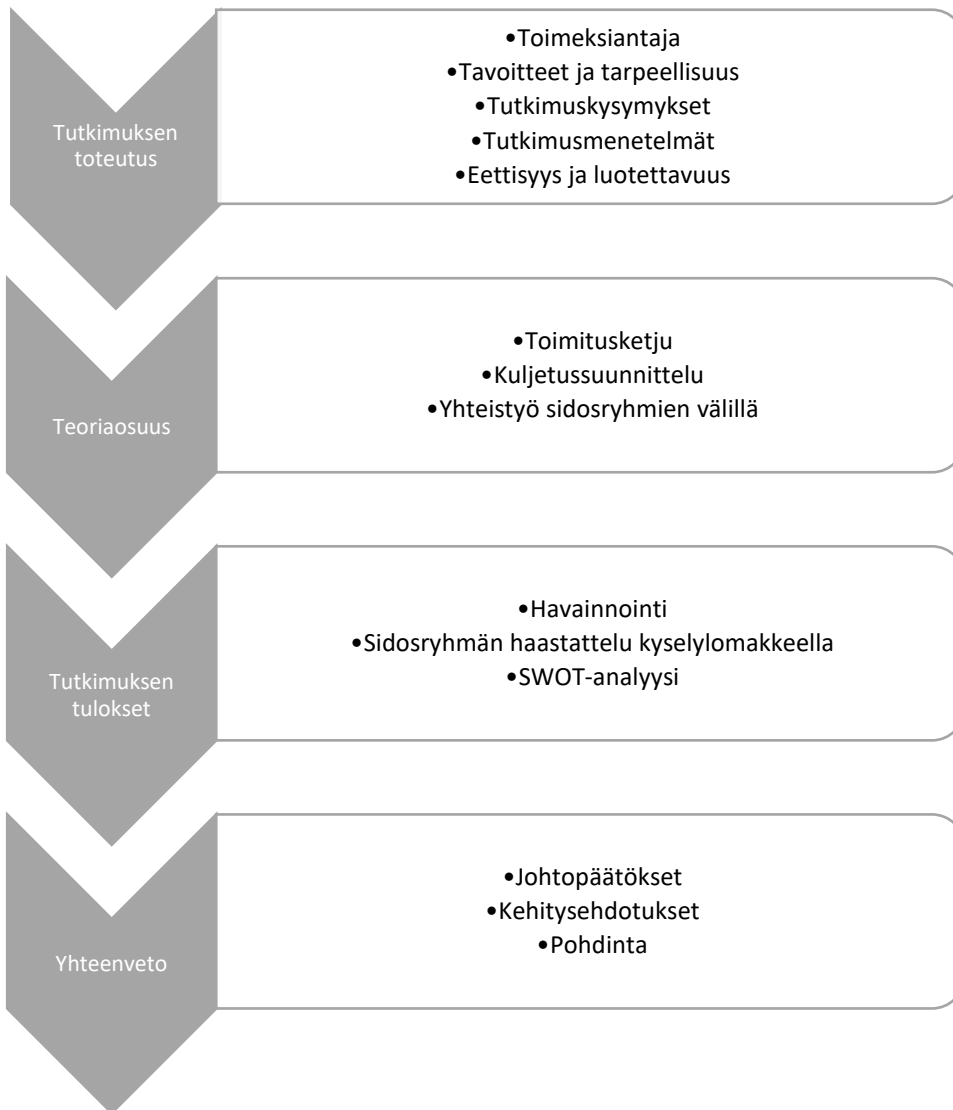 Tutkimuksen
toteutus
•Toimeksiantaja
•Tavoitteet ja tarpeellisuus
•Tutkimuskysymykset
•Tutkimusmenetelmät
•Eettisyys ja luotettavuus
Teoriaosuus
•Toimitusketju
•Kuljetussuunnittelu
•Yhteistyö sidosryhmien välillä
Tutkimuksen
tulokset
•Havainnointi
•Sidosryhmän haastattelu kyselylomakkeella
•SWOT-analyysi
Yhteenveto
•Johtopäätökset
•Kehitysehdotukset
•Pohdinta